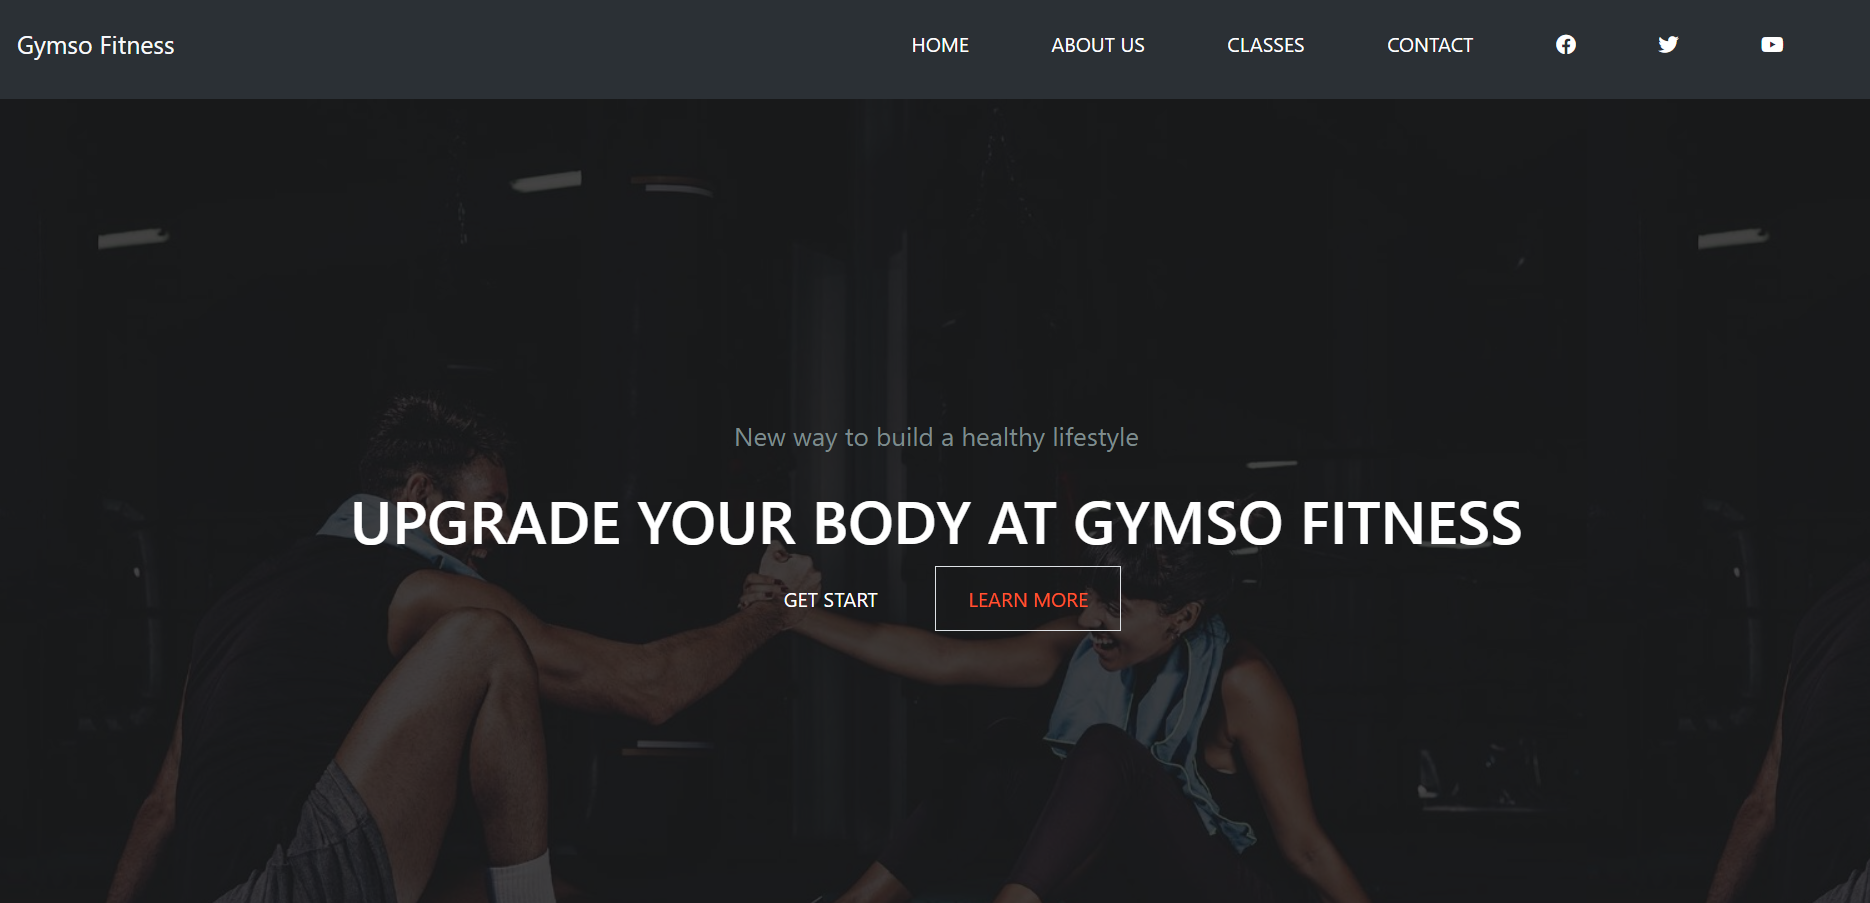 Gymso Fitness
HOME ABOUT US CLASSES CONTACT
New way to build a healthy lifestyle
UPGRADE YOUR BODY AT GYMSO FITNESS
GET START LEARN MORE